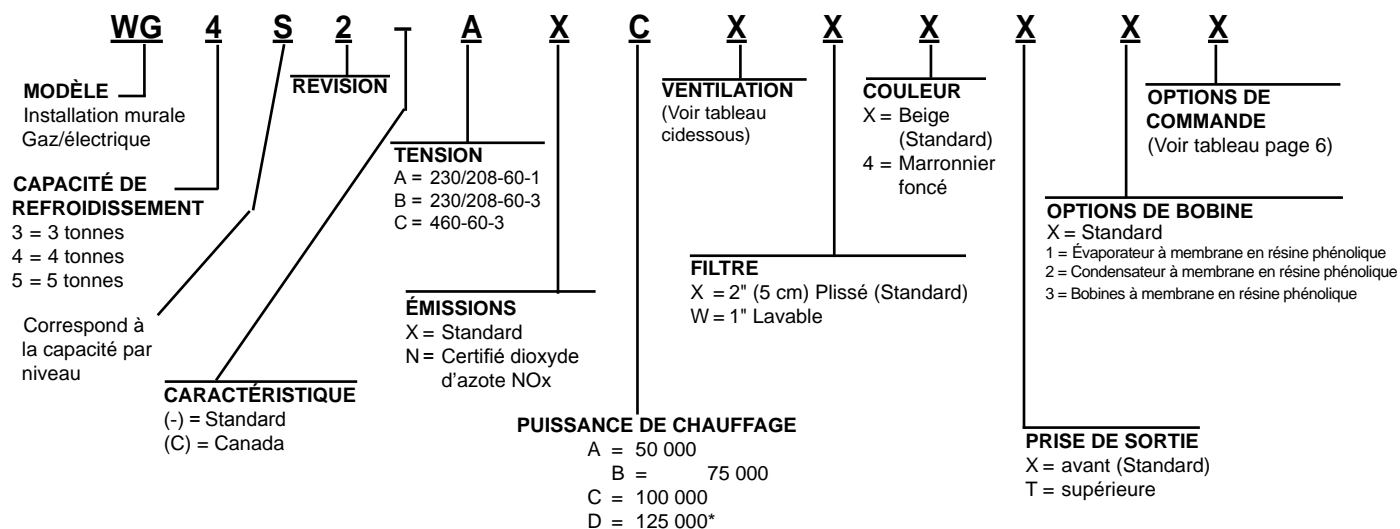 WG 4 S 2 - A X C X X X X X X
MODÈLE
Installation murale
Gaz/électrique
CAPACITÉ DE
REFROIDISSEMENT
3 = 3 tonnes
4 = 4 tonnes
5 = 5 tonnes
Correspond à
la capacité par
niveau
REVISION
CARACTÉRISTIQUE
(-) = Standard
(C) = Canada
TENSION
A = 230/208-60-1
B = 230/208-60-3
C = 460-60-3
ÉMISSIONS
X = Standard
N = Certifié dioxyde
d'azote NOx
PUISSANCE DE CHAUFFAGE
A = 50 000
B = 75 000
C = 100 000
D = 125 000*
VENTILATION
(Voir tableau
cidessous)
FILTRE
X = 2" (5 cm) Plissé (Standard)
W = 1" Lavable
COULEUR
X = Beige
(Standard)
4 = Marronnier
foncé
PRISE DE SORTIE
X = avant (Standard)
T = supérieure
OPTIONS DE BOBINE
X = Standard
1 = Évaporateur à membrane en résine phénolique
2 = Condensateur à membrane en résine phénolique
3 = Bobines à membrane en résine phénolique
OPTIONS DE
COMMANDE
(Voir tableau page 6)